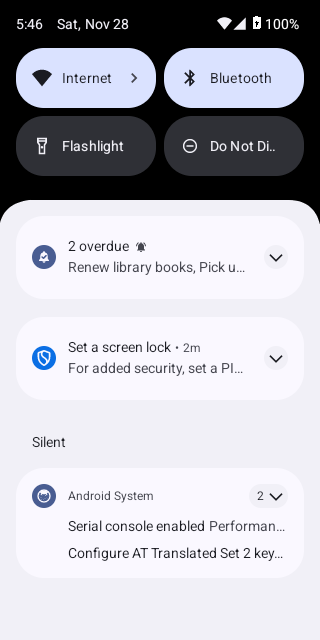 5:46 Sat, Nov 28 100%
Internet Bluetooth
Flashlight Do Not Di..
2 overdue
Renew library books, Pick u...
Set a screen lock • 2m
For added security, set a PI...
Silent
Android System 2
Serial console enabled Performan...
Configure AT Translated Set 2 key...